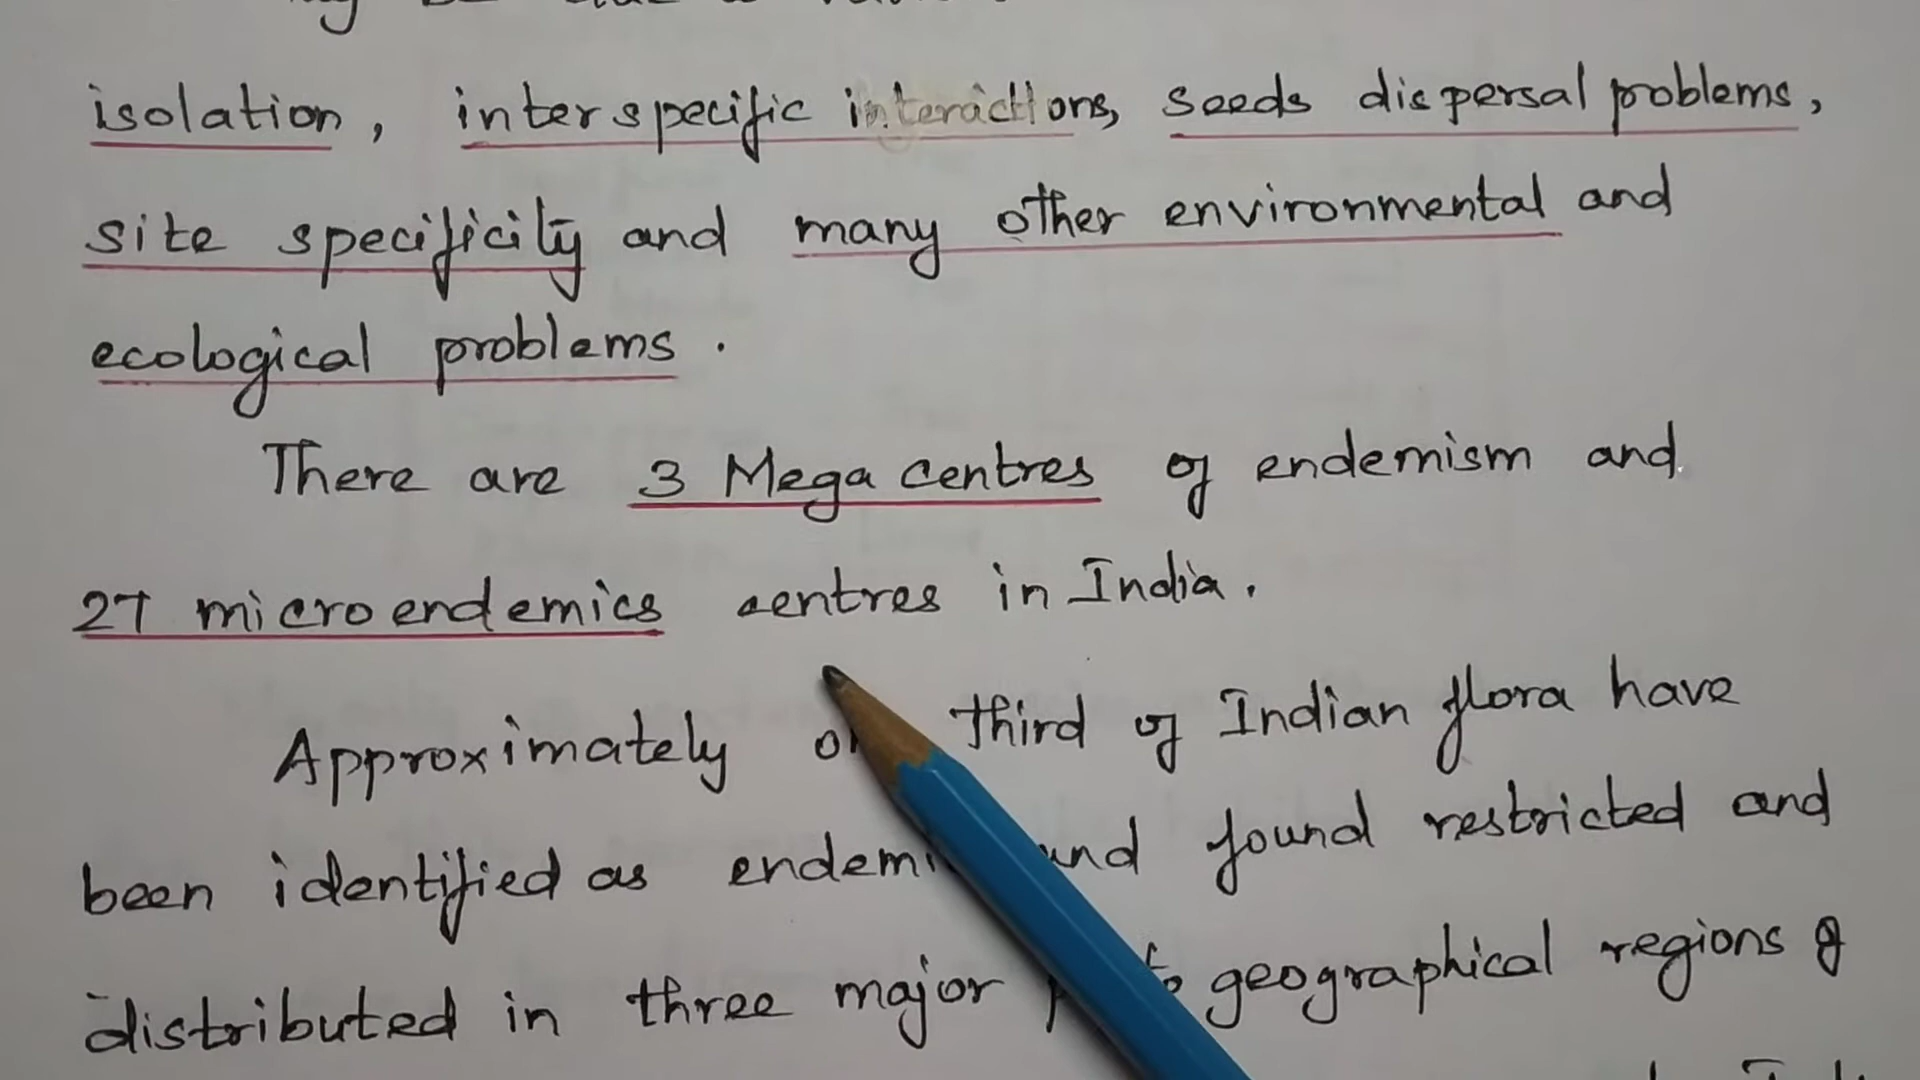 isolation, interspecific interactions, seeds dispersal problems,
site specificity and many other environmental and
ecological problems.
There are 3 Mega centres of endemism and
27 microendemics centres in India.
Approximately third of Indian flora have
been identified as and found restricted and
distributed in three major geographical regions of